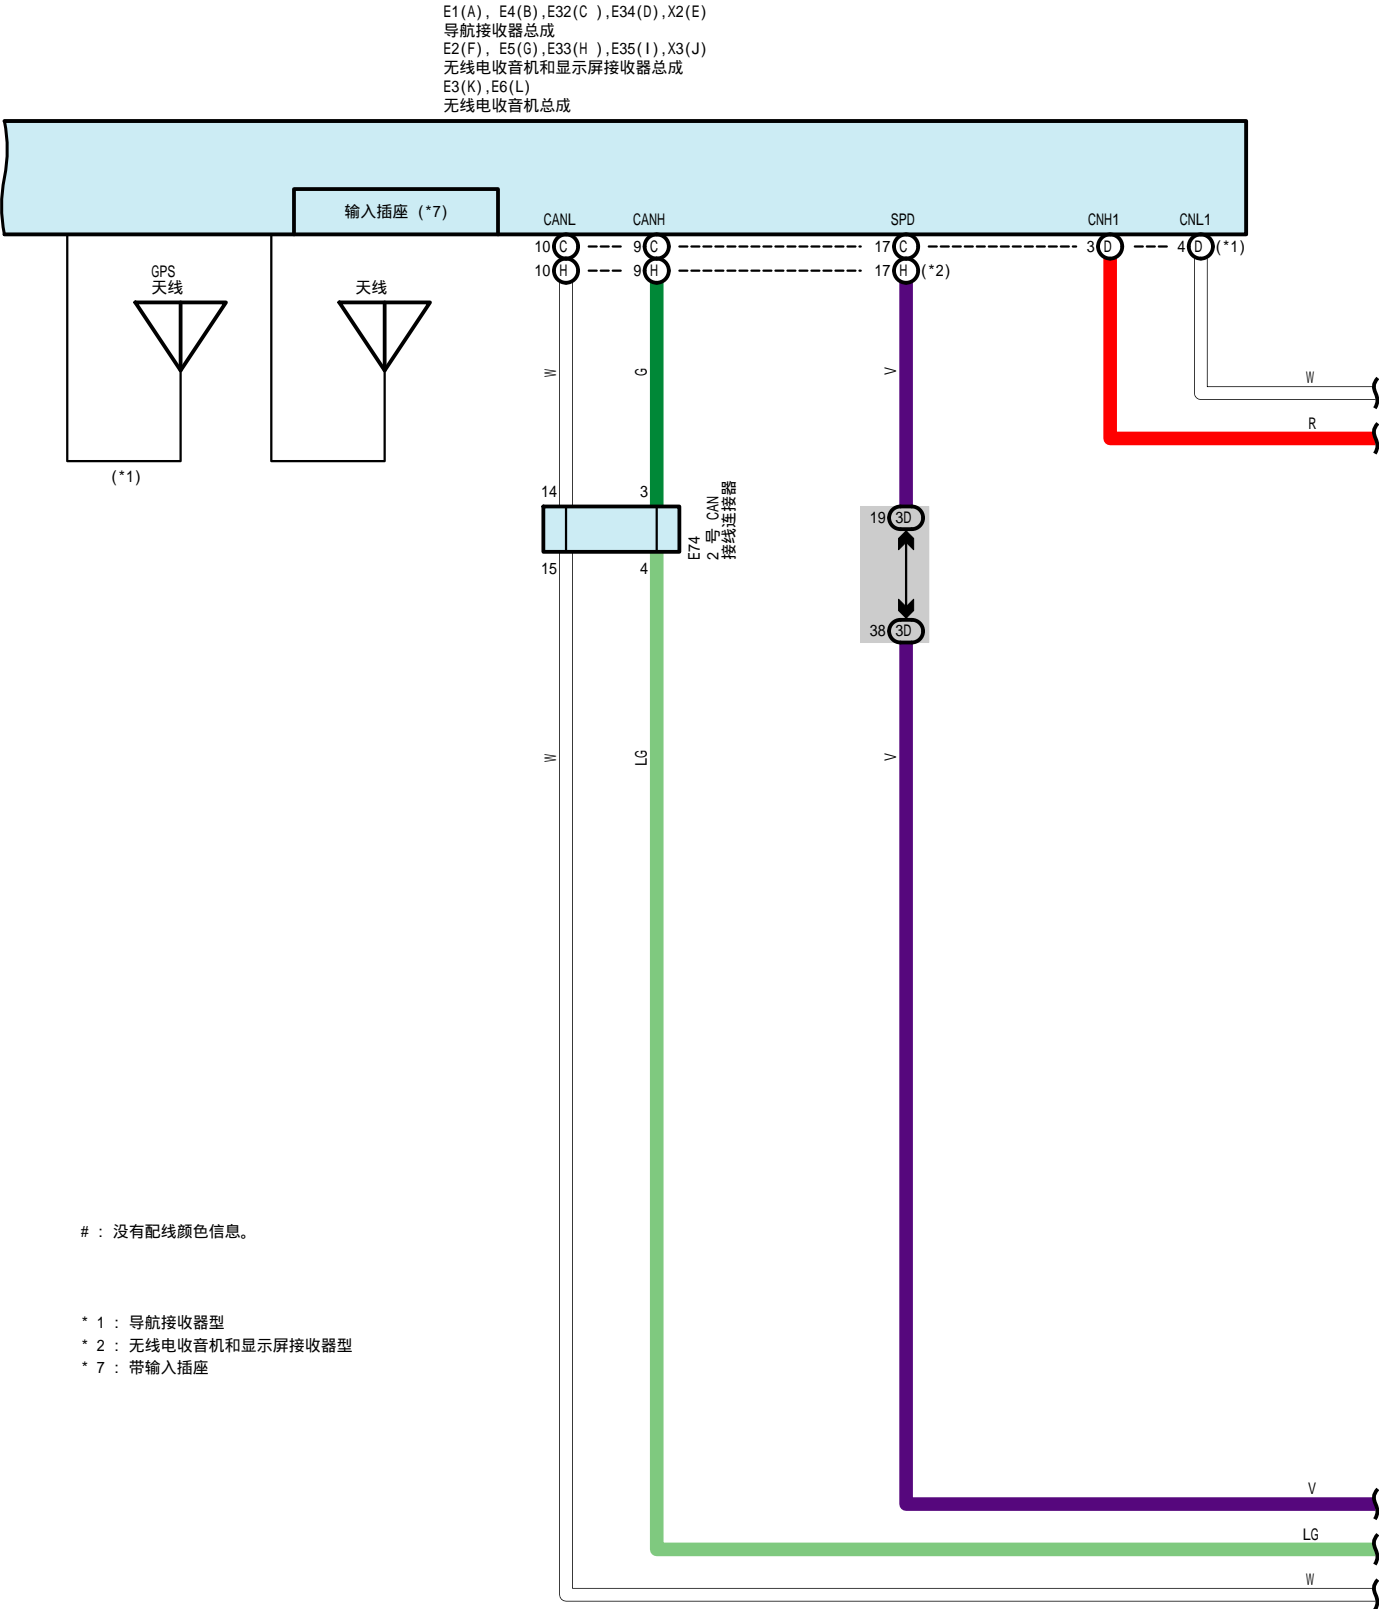 E1(A), E4(B),E32(C ),E34(D),X2(E)
导航接收器总成
E2(F), E5(G),E33(H ),E35(I),X3(J)
无线电收音机和显示屏接收器总成
E3(K),E6(L)
无线电收音机总成
输入插座 (*7)
CANL CANH SPD CNH1 CNL1
10 C 9 C 17 C 3 D 4 D (*1)
10 H 9 H 17 H (*2)
GPS
天线
天线
W G V
W
R
(*1)
14 3
E74
2 号 CAN
接线连接器
19 3D
15 4
38 3D
W LG V
# : 没有配线颜色信息。
* 1 : 导航接收器型
* 2 : 无线电收音机和显示屏接收器型
* 7 : 带输入插座
V
LG
W